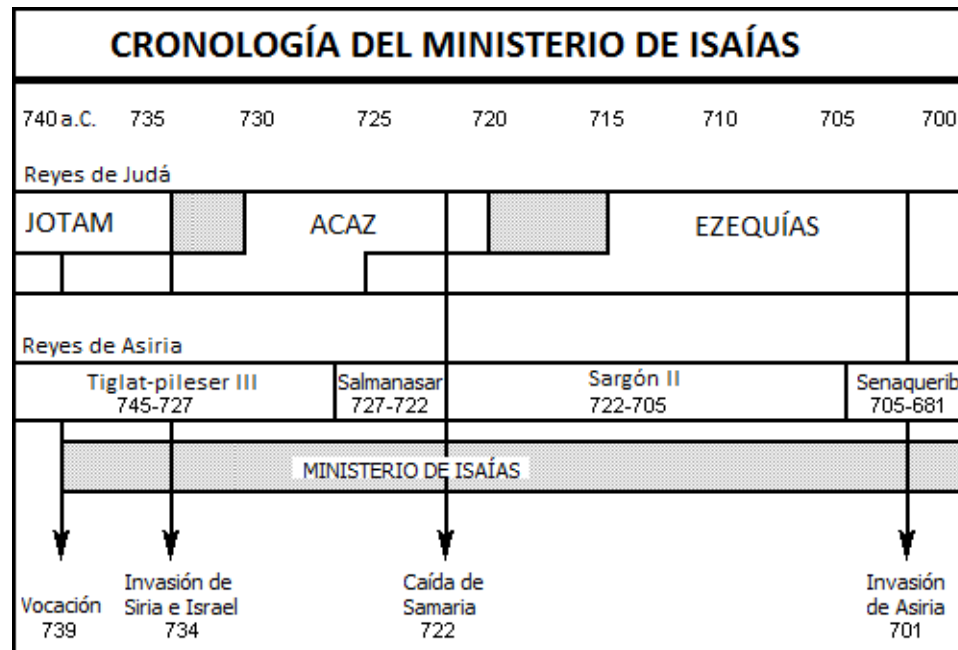 CRONOLOGÍA DEL MINISTERIO DE ISAÍAS
740 a.C. 735 730 725 720 715 710 705 700
Reyes de Judá
JOTAM ACAZ EZEQUÍAS
Reyes de Asiria
Tiglat-pileser III
745-727
Salmanasar
727-722
Sargón II
722-705
Senaquerib
705-681
MINISTERIO DE ISAÍAS
Vocación
739
Invasión de
Siria e Israel
734
Caída de
Samaria
722
Invasión
de Asiria
701